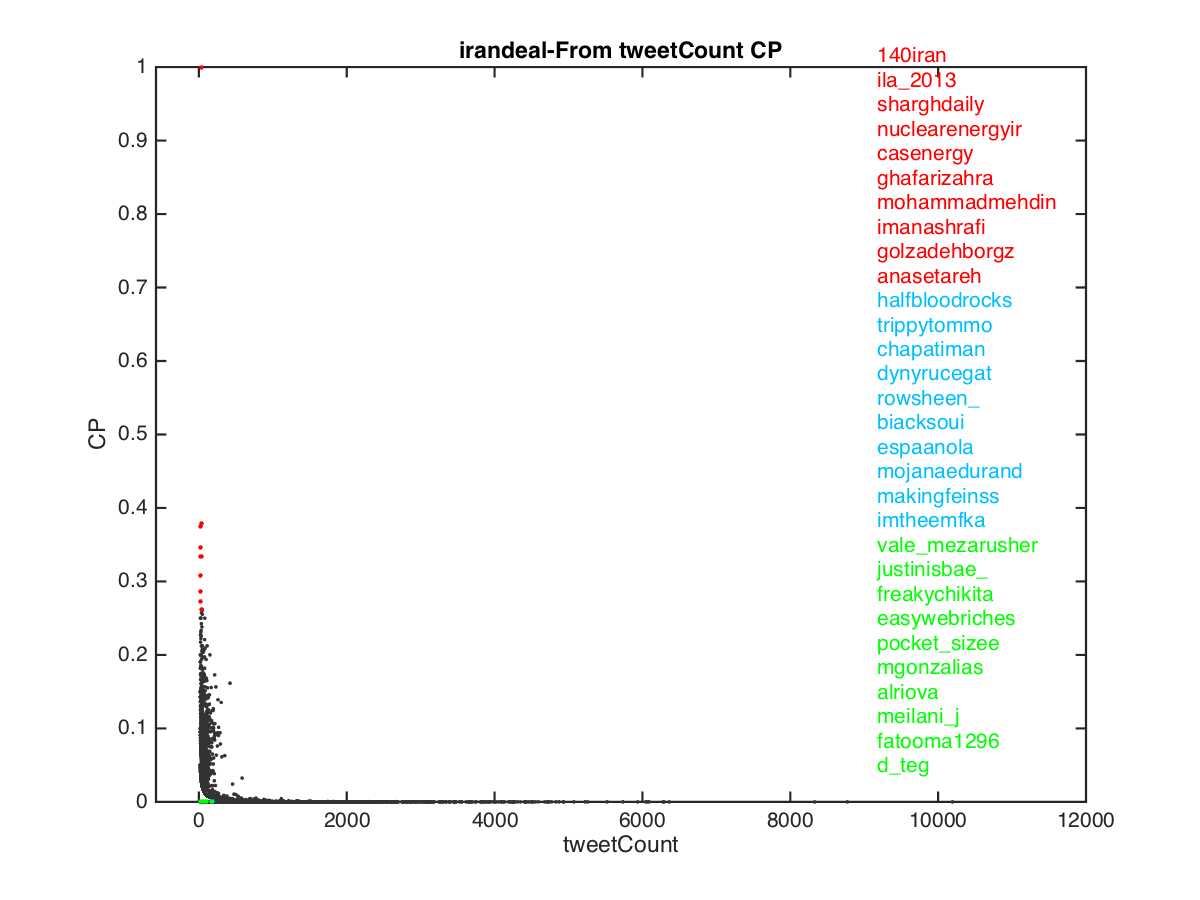 irandeal-From tweetCount CP
140iran
ila_2013
sharghdaily
nuclearenergyir
casenergy
ghafarizahra
mohammadmehdin
imanashrafi
golzadehborgz
anasetareh
halfbloodrocks
trippytommo
chapatiman
dynyrucegat
rowsheen_
biacksoui
espaanola
mojanaedurand
makingfeinss
imtheemfka
vale_mezarusher
justinisbae_
freakychikita
easywebriches
pocket_sizee
mgonzalias
alriova
meilani_j
fatooma1296
d_teg
1
0.9
0.8
0.7
0.6
0.5
0.4
0.3
0.2
0.1
0
CP
0 2000 4000 6000 8000 10000 12000
tweetCount